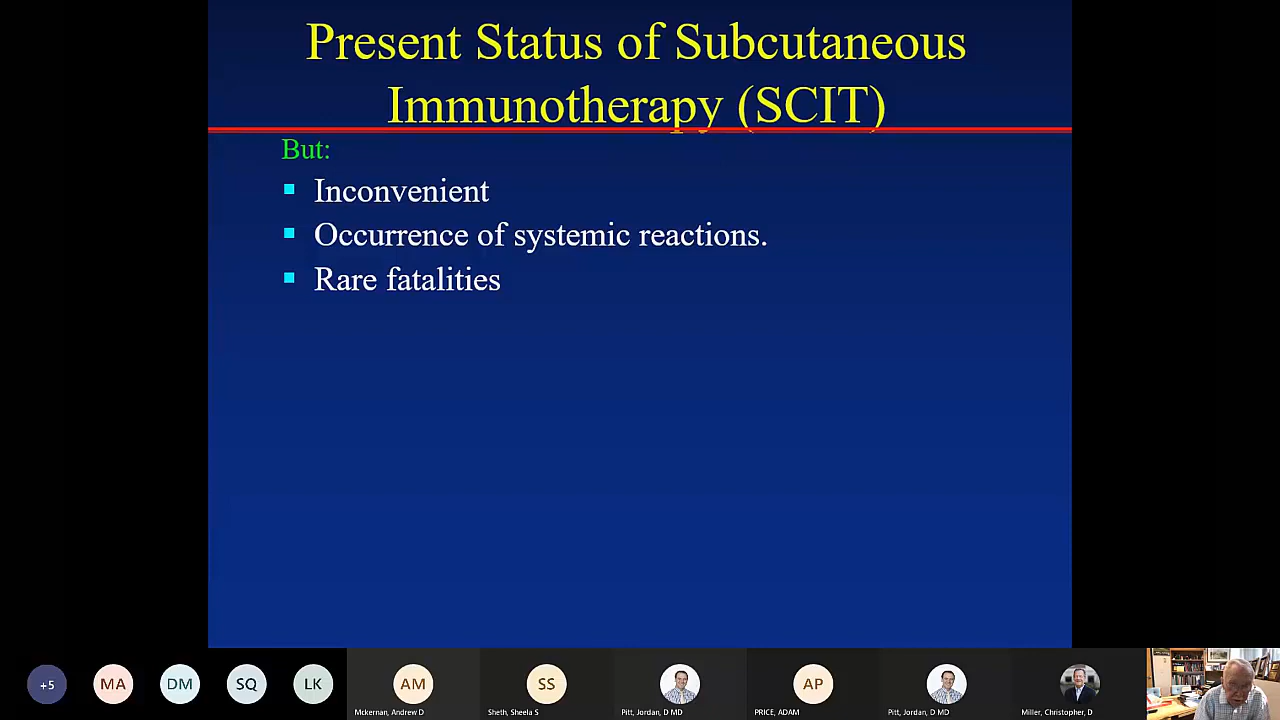 Present Status of Subcutaneous
Immunotherapy (SCIT)
But:
Inconvenient
Occurrence of systemic reactions.
Rare fatalities
+5
MA
DM
SQ
LK
AM
SS
AP
Mckernan, Andrew D
Sheth, Sheela S
Pitt, Jordan, D MD
PRICE, ADAM
Pitt, Jordan, D MD
Miller, Christopher, D